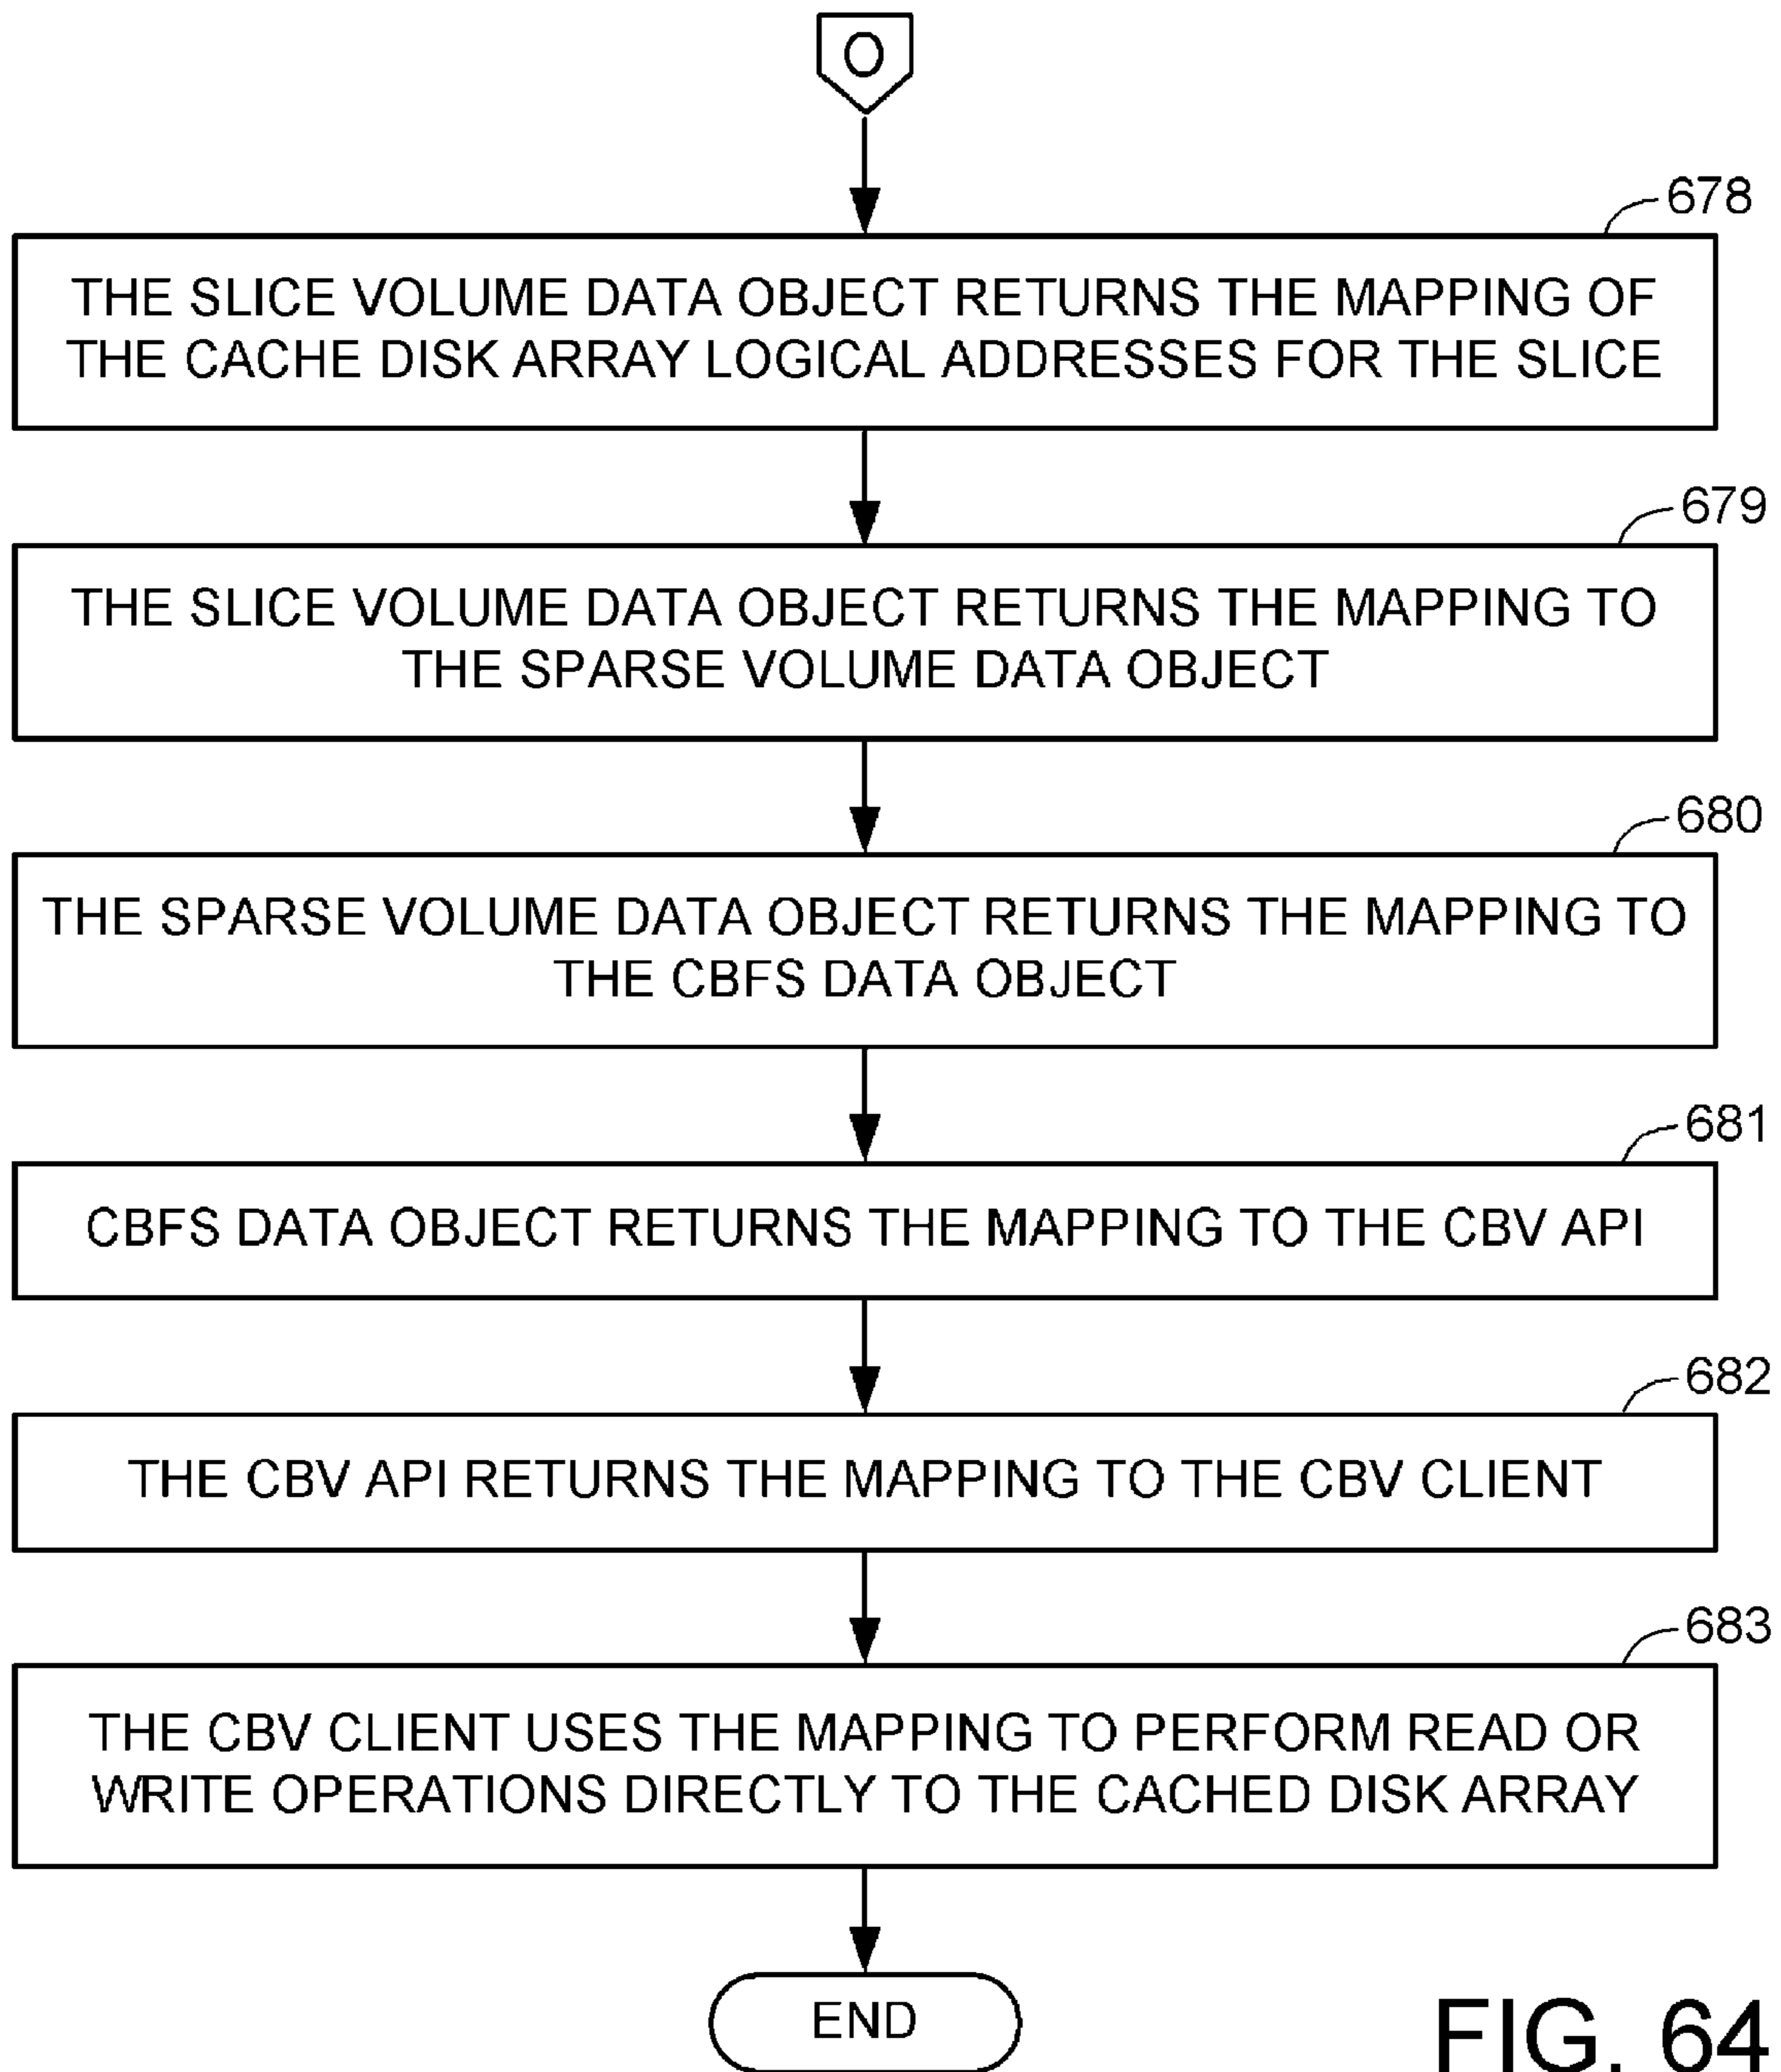 O
678
THE SLICE VOLUME DATA OBJECT RETURNS THE MAPPING OF
THE CACHE DISK ARRAY LOGICAL ADDRESSES FOR THE SLICE
679
THE SLICE VOLUME DATA OBJECT RETURNS THE MAPPING TO
THE SPARSE VOLUME DATA OBJECT
680
THE SPARSE VOLUME DATA OBJECT RETURNS THE MAPPING TO
THE CBFS DATA OBJECT
681
CBFS DATA OBJECT RETURNS THE MAPPING TO THE CBV API
682
THE CBV API RETURNS THE MAPPING TO THE CBV CLIENT
683
THE CBV CLIENT USES THE MAPPING TO PERFORM READ OR
WRITE OPERATIONS DIRECTLY TO THE CACHED DISK ARRAY
END
FIG. 64